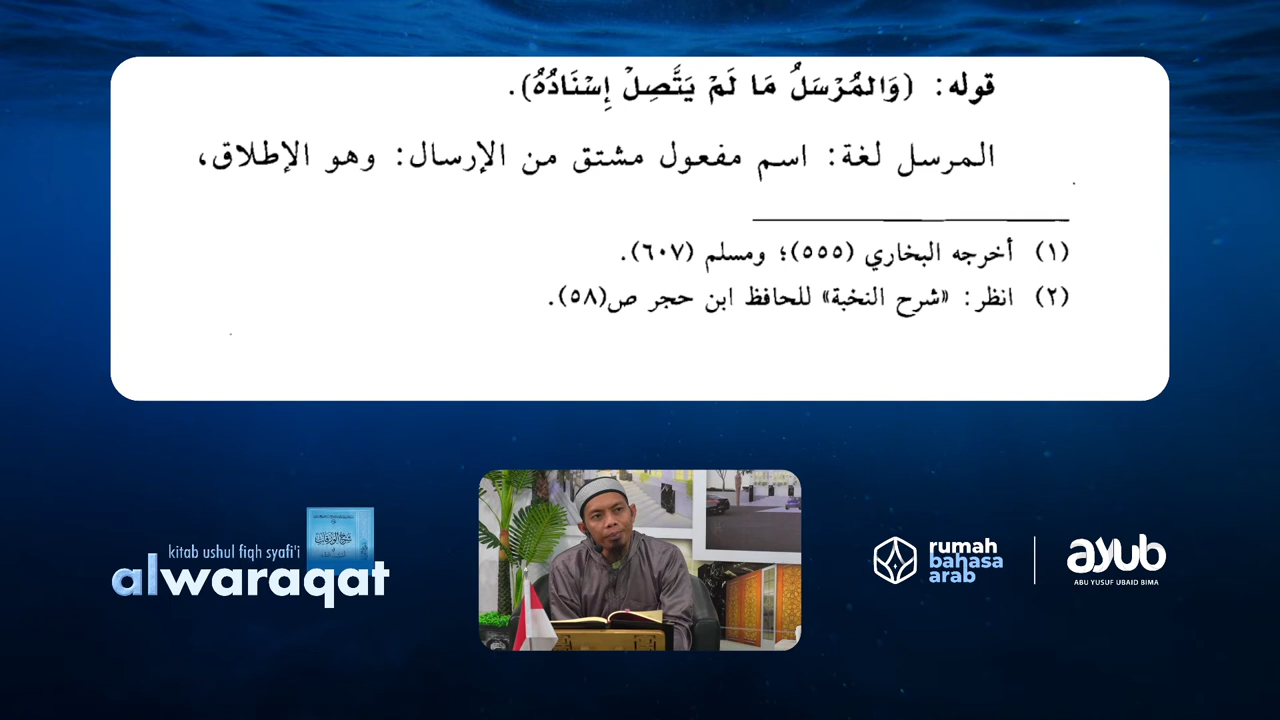 قوله: (وَالمُرْسَلُ مَا لَمْ يَتَّصِلْ إِسْنَادُهُ).
المرسل لغة: اسم مفعول مشتق من الإرسال: وهو الإطلاق،
(١) أخرجه البخاري (٥٥٥)؛ ومسلم (٦٠٧).
(٢) انظر: «شرح النخبة» للحافظ ابن حجر ص(٥٨).
kitab ushul fiqh syafi'i
alwaraqat
rumah
bahasa
arab
ayub
ABU YUSUF UBAID BIMA